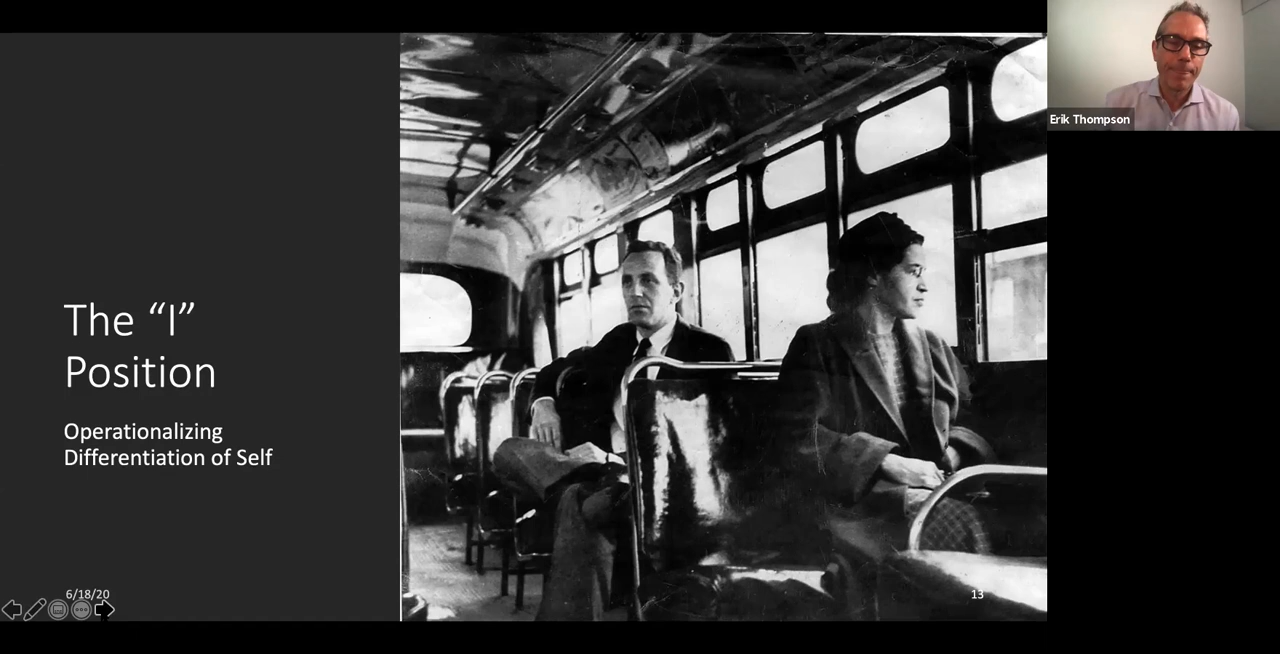 The “I”
Position
Operationalizing
Differentiation of Self
6/18/20
13
Erik Thompson